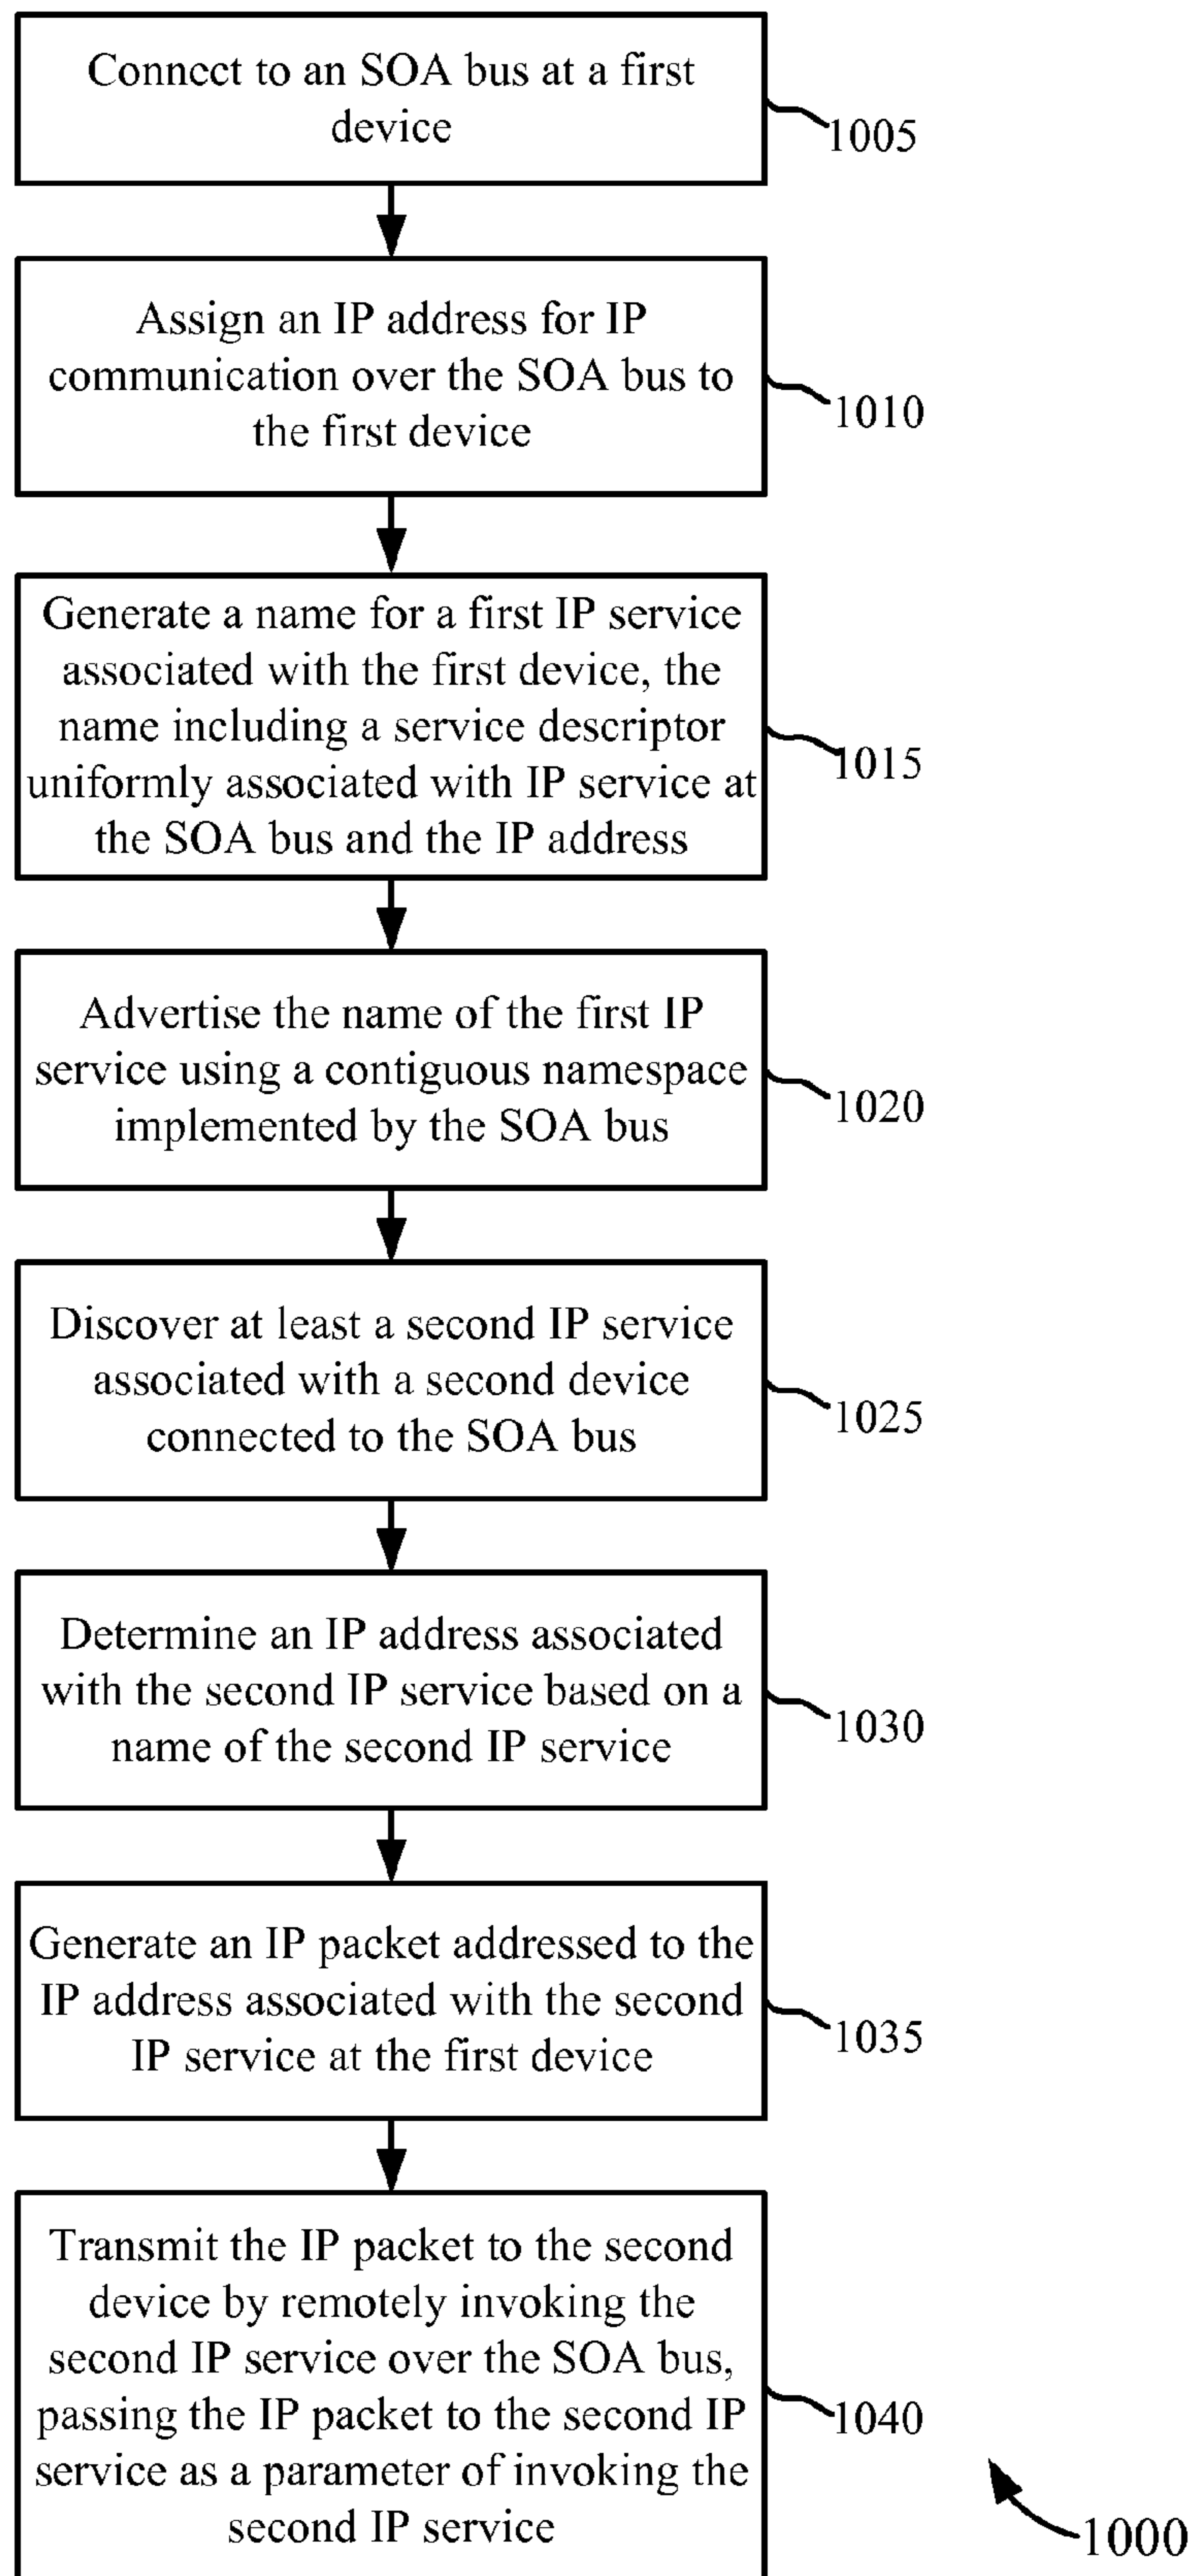 Connect to an SOA bus at a first
device
1005
Assign an IP address for IP
communication over the SOA bus to
the first device
1010
Generate a name for a first IP service
associated with the first device, the
name including a service descriptor
uniformly associated with IP service at
the SOA bus and the IP address
1015
Advertise the name of the first IP
service using a contiguous namespace
implemented by the SOA bus
1020
Discover at least a second IP service
associated with a second device
connected to the SOA bus
1025
Determine an IP address associated
with the second IP service based on a
name of the second IP service
1030
Generate an IP packet addressed to the
IP address associated with the second
IP service at the first device
1035
Transmit the IP packet to the second
device by remotely invoking the
second IP service over the SOA bus,
passing the IP packet to the second IP
service as a parameter of invoking the
second IP service
1040
1000